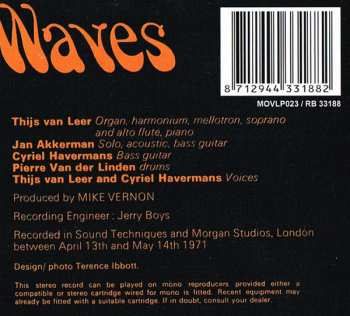 Waves
8 712944 331882
MOVLP023 / RB 33188
Thijs van Leer Organ, harmonium, mellotron, soprano
and alto flute, piano
Jan Akkerman Solo, acoustic, bass guitar
Cyriel Havermans Bass guitar
Pierre Van der Linden drums
Thijs van Leer and Cyriel Havermans Voices
Produced by MIKE VERNON
Recording Engineer : Jerry Boys
Recorded in Sound Techniques and Morgan Studios, London
between April 13th and May 14th 1971
Design/ photo Terence Ibbott.
This stereo record can be played on mono reproducers provided either a
compatible or stereo cartridge wired for mono is fitted. Recent equipment may
already be fitted with a suitable cartridge. If in doubt, consult your dealer.